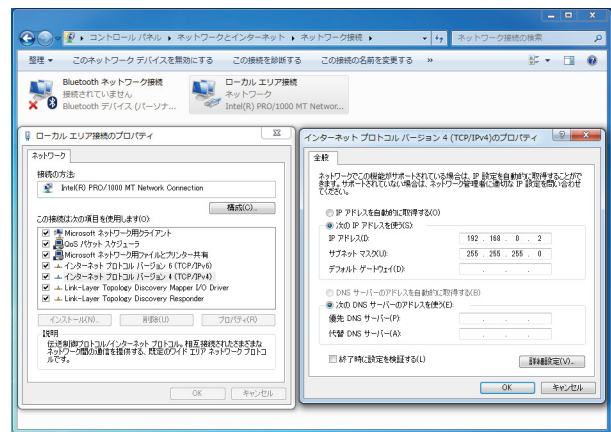 コントロール パネル ▸ ネットワークとインターネット ▸ ネットワーク接続 ▸
ネットワーク接続の検索
整理 ▼ このネットワーク デバイスを無効にする この接続を診断する この接続の名前を変更する »
Bluetooth ネットワーク接続
接続されていません
Bluetooth デバイス (パーソナ...
ローカル エリア接続
ネットワーク
Intel(R) PRO/1000 MT Networ...
ローカル エリア接続のプロパティ
ネットワーク
接続の方法:
Intel(R) PRO/1000 MT Network Connection
構成(C)...
この接続は次の項目を使用します(O):
Microsoft ネットワーク用クライアント
QoS パケット スケジューラ
Microsoft ネットワーク用ファイルとプリンター共有
インターネット プロトコル バージョン 6 (TCP/IPv6)
インターネット プロトコル バージョン 4 (TCP/IPv4)
Link-Layer Topology Discovery Mapper I/O Driver
Link-Layer Topology Discovery Responder
インストール(N)... 削除(U) プロパティ(R)
説明
伝送制御プロトコル/インターネット プロトコル。相互接続されたさまざまな
ネットワーク間の通信を提供する、既定のワイド エリア ネットワーク プロトコ
ルです。
OK キャンセル
インターネット プロトコル バージョン 4 (TCP/IPv4)のプロパティ
全般
ネットワークでこの機能がサポートされている場合は、IP 設定を自動的に取得することがで
きます。サポートされていない場合は、ネットワーク管理者に適切な IP 設定を問い合わせ
てください。
IP アドレスを自動的に取得する(O)
次の IP アドレスを使う(S):
IP アドレス(I): 192 . 168 . 0 . 2
サブネット マスク(U): 255 . 255 . 255 . 0
デフォルト ゲートウェイ(D): . . .
DNS サーバーのアドレスを自動的に取得する(B)
次の DNS サーバーのアドレスを使う(E):
優先 DNS サーバー(P): . . .
代替 DNS サーバー(A): . . .
終了時に設定を検証する(L)
詳細設定(V)...
OK キャンセル